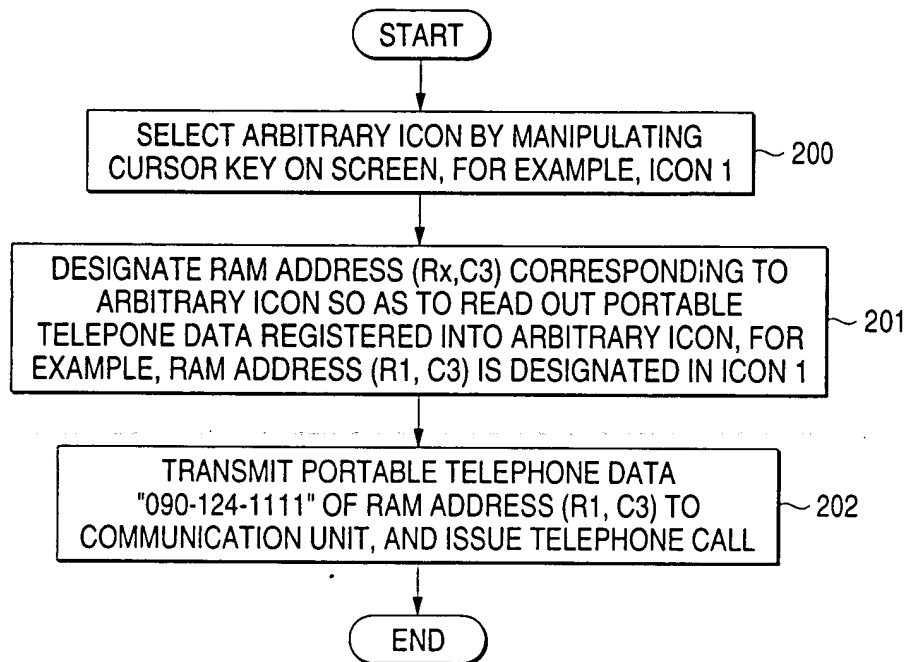 START
SELECT ARBITRARY ICON BY MANIPULATING
CURSOR KEY ON SCREEN, FOR EXAMPLE, ICON 1
200
DESIGNATE RAM ADDRESS (Rx,C3) CORRESPONDING TO
ARBITRARY ICON SO AS TO READ OUT PORTABLE
TELEPONE DATA REGISTERED INTO ARBITRARY ICON, FOR
EXAMPLE, RAM ADDRESS (R1, C3) IS DESIGNATED IN ICON 1
201
TRANSMIT PORTABLE TELEPHONE DATA
"090-124-1111" OF RAM ADDRESS (R1, C3) TO
COMMUNICATION UNIT, AND ISSUE TELEPHONE CALL
202
END